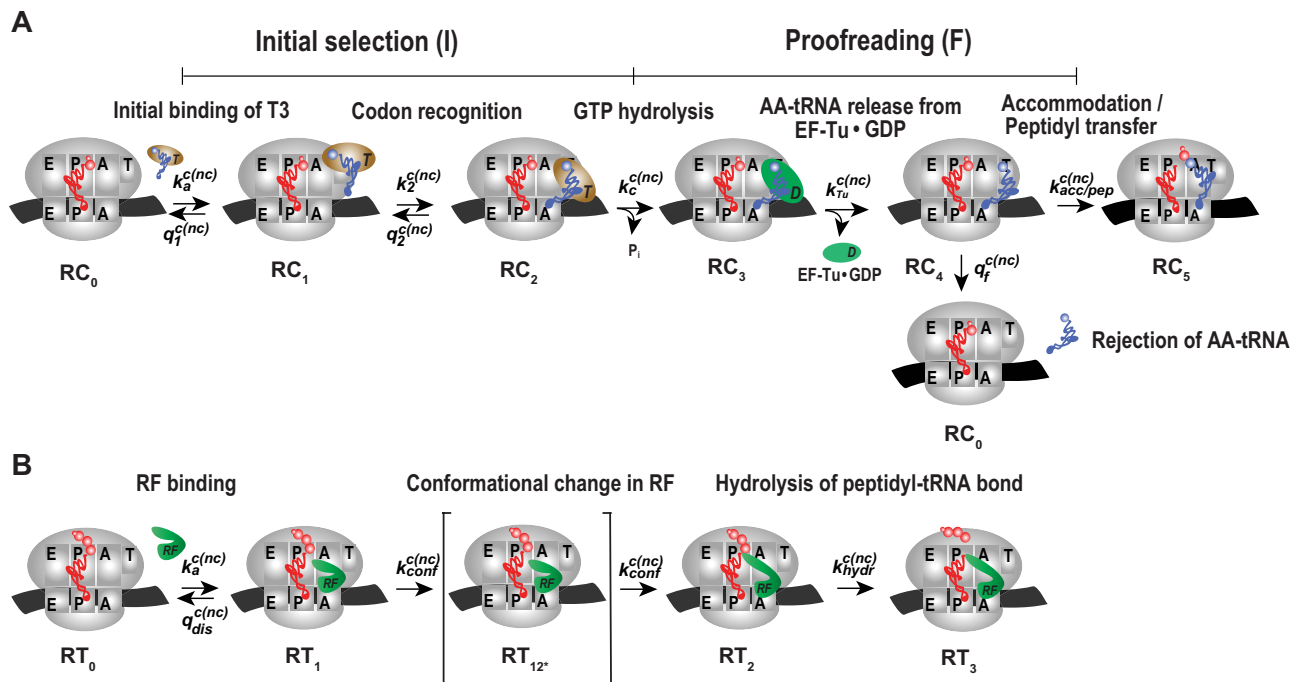 A
Initial selection (I)
Proofreading (F)
Initial binding of T3
Codon recognition
GTP hydrolysis
AA-tRNA release from
EF-Tu•GDP
Accommodation /
Peptidyl transfer
E P A T
T
k_a^c(nc)
q_1^c(nc)
E P A
RC_0
E P A T
E P A
RC_1
k_2^c(nc)
q_2^c(nc)
E P A T
T
E P A
RC_2
k_c^c(nc)
P_i
E P A T
D
E P A
RC_3
k_Tu^c(nc)
D
EF-Tu•GDP
E P A T
E P A
RC_4
k_acc/pep^c(nc)
E P A T
E P A
RC_5
q_f^c(nc)
E P A T
E P A
RC_0
Rejection of AA-tRNA
B
RF binding
Conformational change in RF
Hydrolysis of peptidyl-tRNA bond
E P A T
E P A
RT_0
RF
k_a^c(nc)
q_dis^c(nc)
E P A T
RF
E P A
RT_1
k_conf^c(nc)
E P A T
RF
E P A
RT_12*
k_conf^c(nc)
E P A T
RF
E P A
RT_2
k_hydr^c(nc)
E P A T
RF
E P A
RT_3